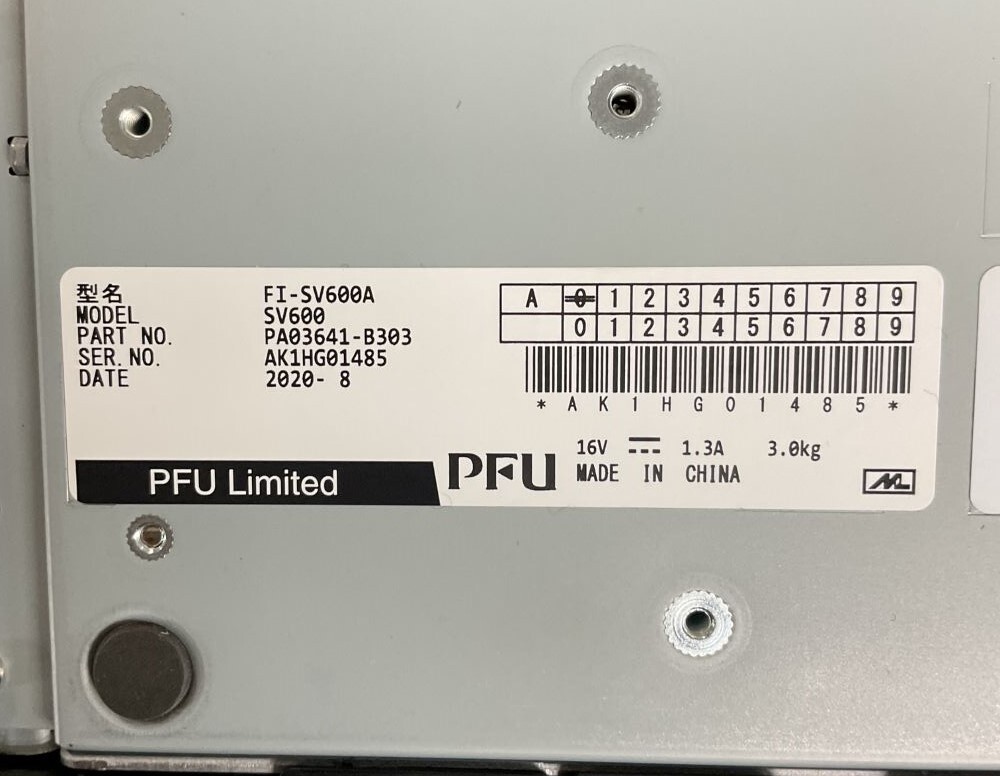 型名 FI-SV600A
MODEL SV600
PART NO. PA03641-B303
SER. NO. AK1HG01485
DATE 2020- 8
A 0 1 2 3 4 5 6 7 8 9
0 1 2 3 4 5 6 7 8 9
* A K 1 H G 0 1 4 8 5 *
16V 1.3A 3.0kg
MADE IN CHINA
PFU Limited
PFU